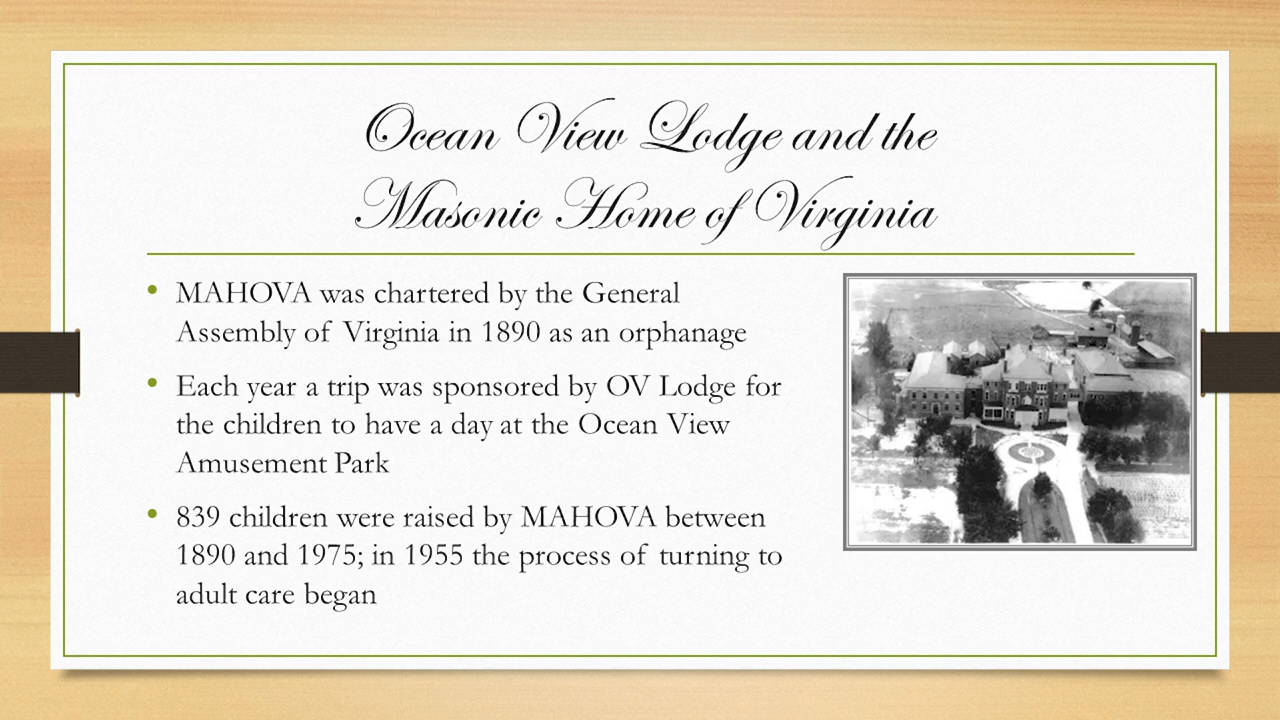 Ocean View Lodge and the
Masonic Home of Virginia
• MAHOVA was chartered by the General
Assembly of Virginia in 1890 as an orphanage
• Each year a trip was sponsored by OV Lodge for
the children to have a day at the Ocean View
Amusement Park
• 839 children were raised by MAHOVA between
1890 and 1975; in 1955 the process of turning to
adult care began